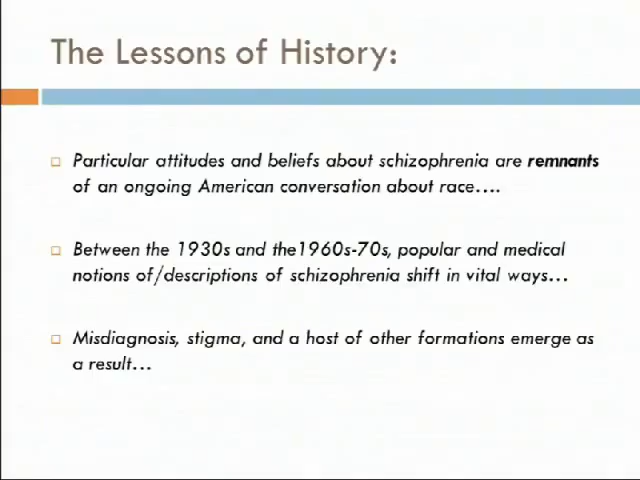 The Lessons of History:
Particular attitudes and beliefs about schizophrenia are remnants
of an ongoing American conversation about race….
Between the 1930s and the1960s-70s, popular and medical
notions of/descriptions of schizophrenia shift in vital ways…
Misdiagnosis, stigma, and a host of other formations emerge as
a result…